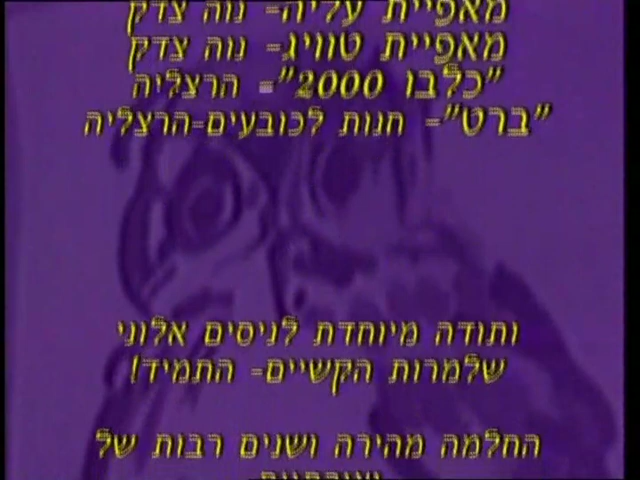 מאפיית עליה= נוה צדק
מאפיית טוויג= נוה צדק
"כלבו 2000"= הרצליה
"ברט"= חנות לכובעים=הרצליה
ותודה מיוחדת לניסים אלוני
שלמרות הקשיים= התמיד!
החלמה מהירה ושנים רבות של